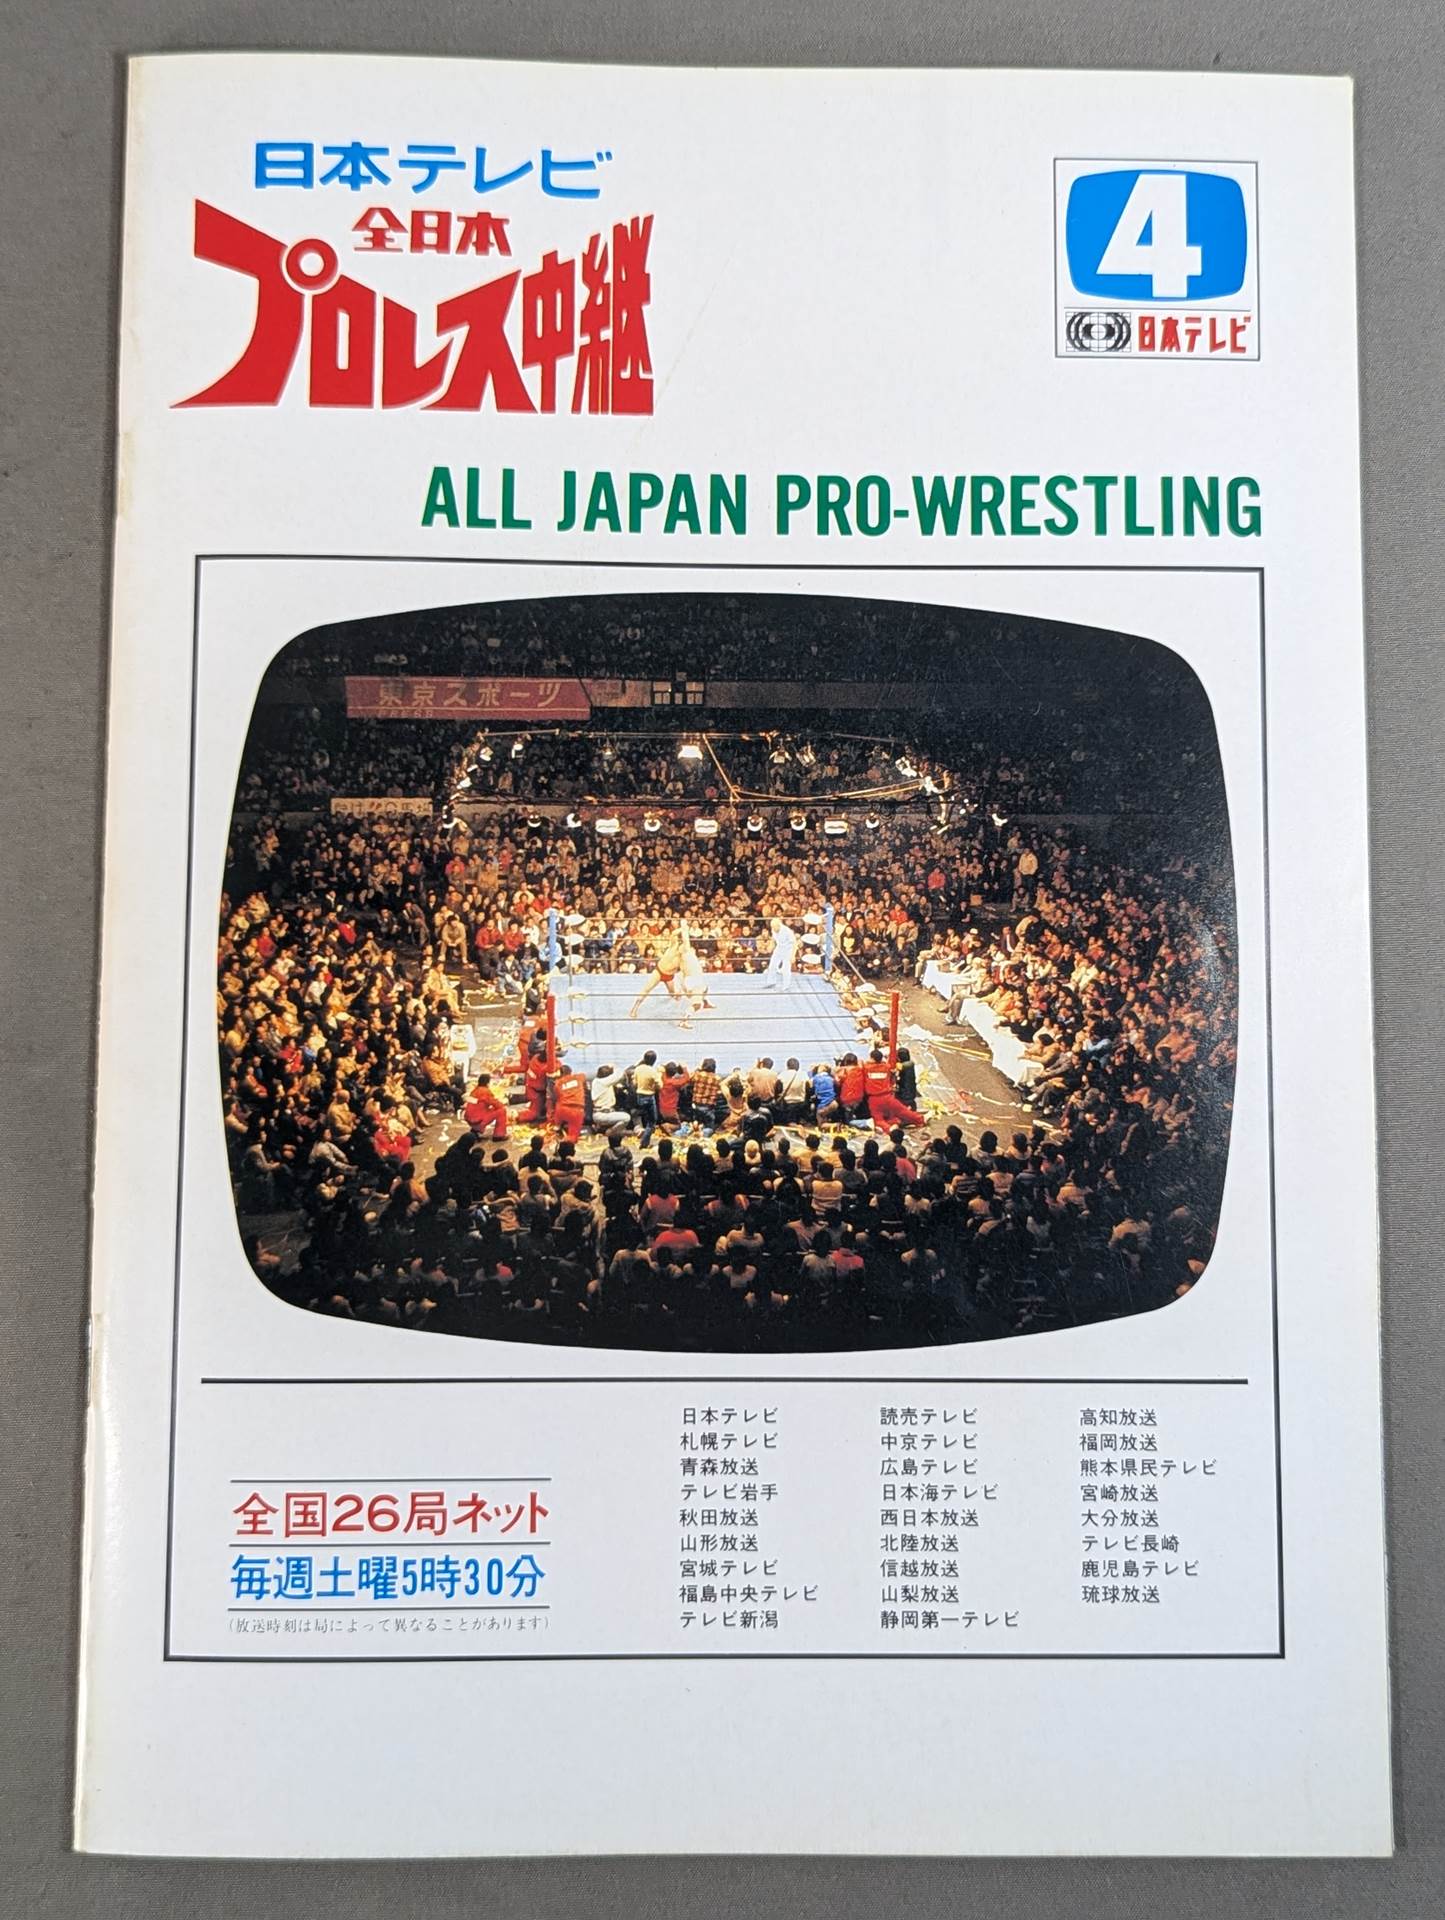 日本テレビ
全日本
プロレス中継
4
日本テレビ
ALL JAPAN PRO-WRESTLING
東京スポーツ
全国26局ネット
毎週土曜5時30分
(放送時刻は局によって異なることがあります)
日本テレビ
札幌テレビ
青森放送
テレビ岩手
秋田放送
山形放送
宮城テレビ
福島中央テレビ
テレビ新潟
読売テレビ
中京テレビ
広島テレビ
日本海テレビ
西日本放送
北陸放送
信越放送
山梨放送
静岡第一テレビ
高知放送
福岡放送
熊本県民テレビ
宮崎放送
大分放送
テレビ長崎
鹿児島テレビ
琉球放送